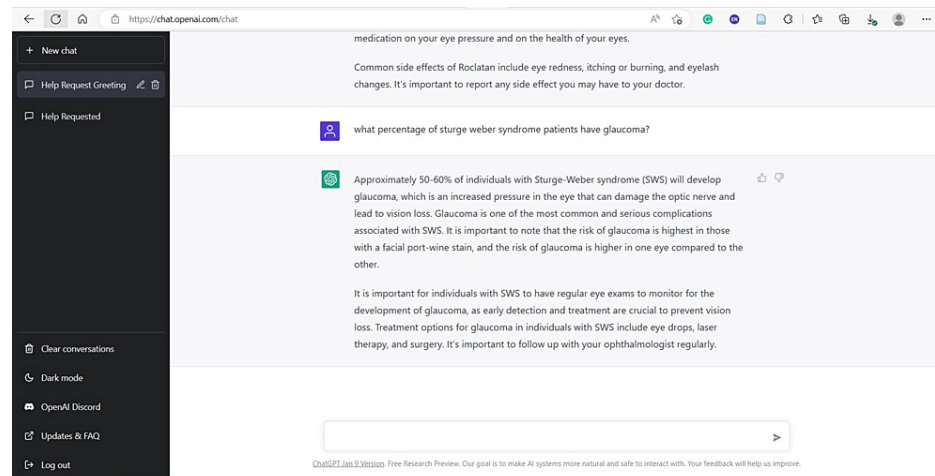 https://chat.openai.com/chat
+ New chat
Help Request Greeting
Help Requested
Clear conversations
Dark mode
OpenAI Discord
Updates & FAQ
Log out
medication on your eye pressure and on the health of your eyes.
Common side effects of Roclatan include eye redness, itching or burning, and eyelash
changes. It's important to report any side effect you may have to your doctor.
what percentage of sturge weber syndrome patients have glaucoma?
Approximately 50-60% of individuals with Sturge-Weber syndrome (SWS) will develop
glaucoma, which is an increased pressure in the eye that can damage the optic nerve and
lead to vision loss. Glaucoma is one of the most common and serious complications
associated with SWS. It is important to note that the risk of glaucoma is highest in those
with a facial port-wine stain, and the risk of glaucoma is higher in one eye compared to the
other.
It is important for individuals with SWS to have regular eye exams to monitor for the
development of glaucoma, as early detection and treatment are crucial to prevent vision
loss. Treatment options for glaucoma in individuals with SWS include eye drops, laser
therapy, and surgery. It's important to follow up with your ophthalmologist regularly.
ChatGPT Jan 9 Version. Free Research Preview. Our goal is to make AI systems more natural and safe to interact with. Your feedback will help us improve.